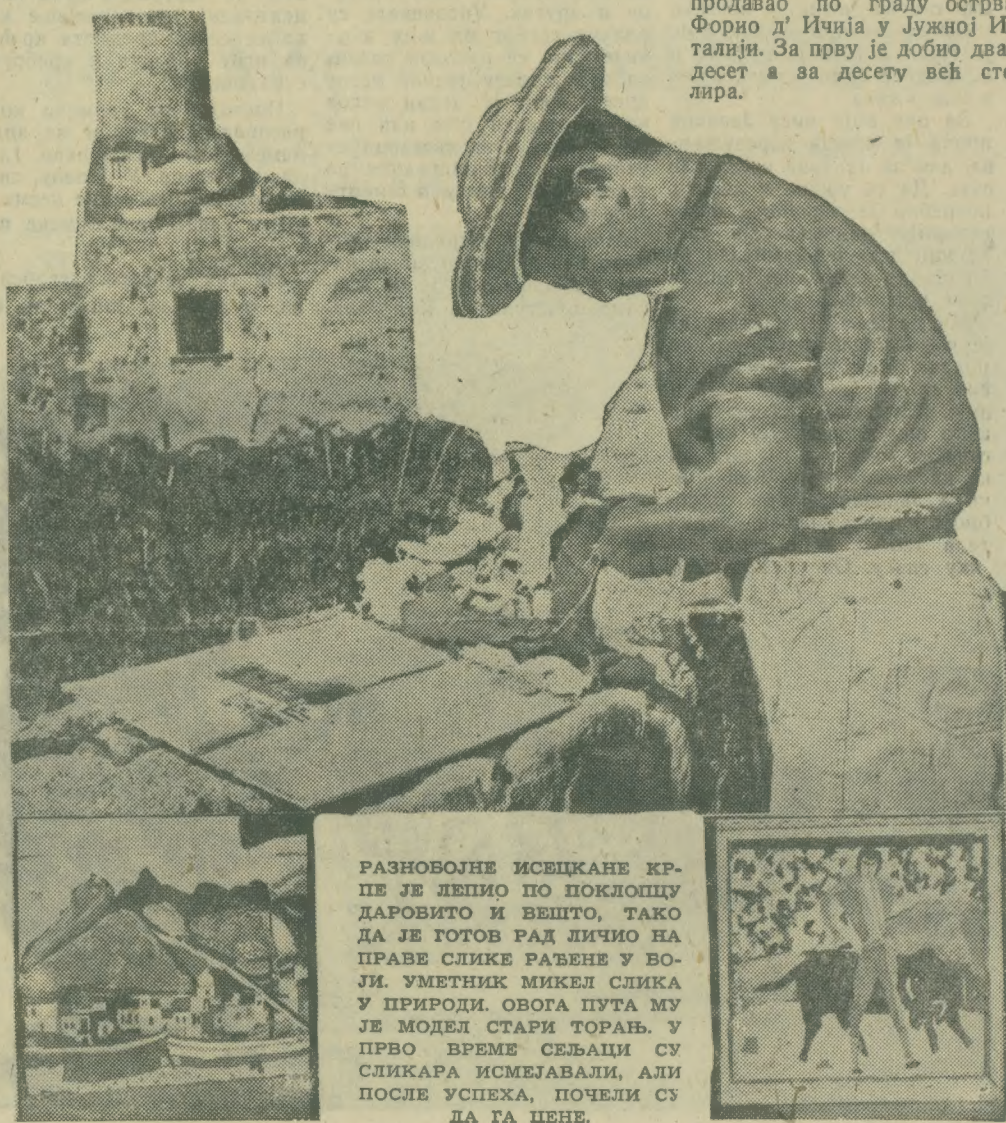 продавао по граду острв
Форио д' Ичија у Јужној И-
талији. За прву је добио два
десет а за десету већ сто
лира.
РАЗНОБОЈНЕ ИСЕЦКАНЕ КР-
ПЕ ЈЕ ЛЕПИО ПО ПОКЛОПЦУ
ДАРОВИТО И ВЕШТО, ТАКО
ДА ЈЕ ГОТОВ РАД ЛИЧИО НА
ПРАВЕ СЛИКЕ РАЂЕНЕ У БО-
ЈИ. УМЕТНИК МИКЕЛ СЛИКА
У ПРИРОДИ. ОВОГА ПУТА МУ
ЈЕ МОДЕЛ СТАРИ ТОРАЊ. У
ПРВО ВРЕМЕ СЕЉАЦИ СУ
СЛИКАРА ИСМЕЈАВАЛИ, АЛИ
ПОСЛЕ УСПЕХА, ПОЧЕЛИ СУ
ДА ГА ЦЕНЕ.